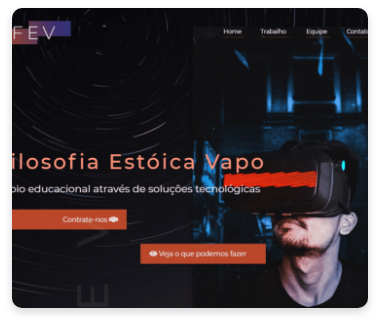 FEV
Home Trabalho Equipe Contato
ilosofia Estóica Vapo
oio educacional através de soluções tecnológicas
Contrate-nos
Veja o que podemos fazer
E V